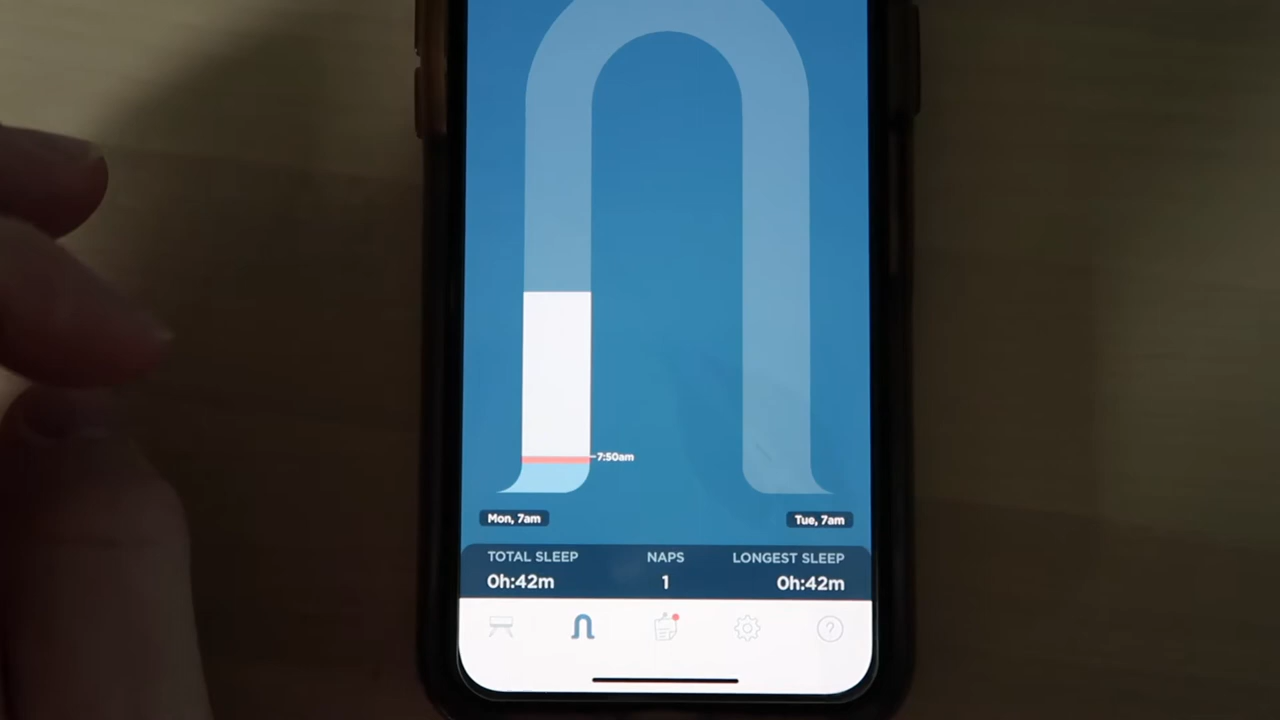 7:50am
Mon, 7am
Tue, 7am
TOTAL SLEEP NAPS LONGEST SLEEP
0h:42m 1 0h:42m
?